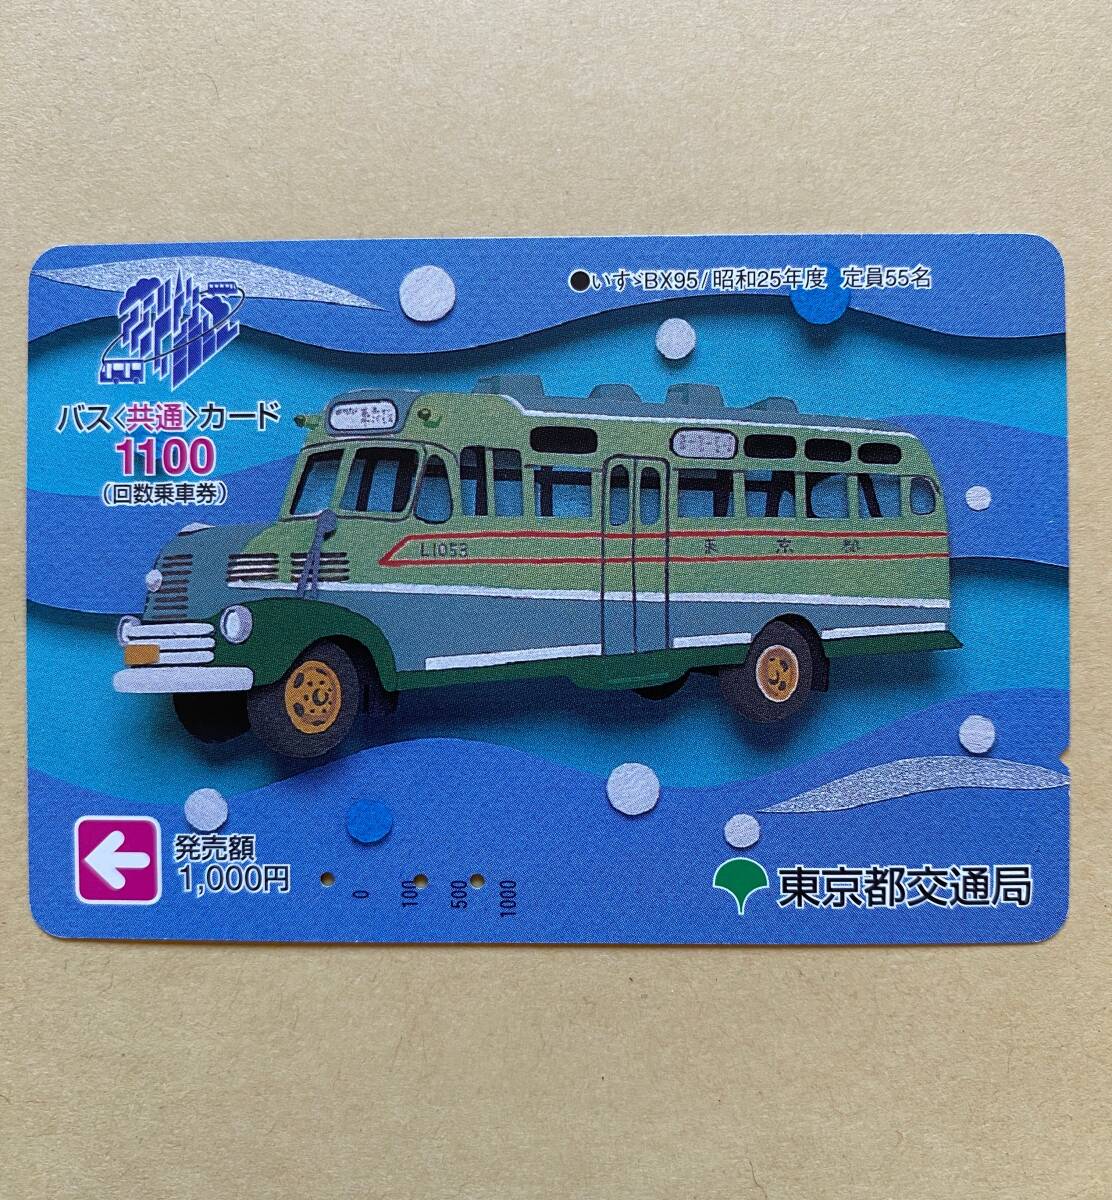 ●いすゞBX95/昭和25年度 定員55名
バス〈共通〉カード
1100
(回数乗車券)
L1053
東京都
発売額
1,000円
0
100
500
1000
東京都交通局